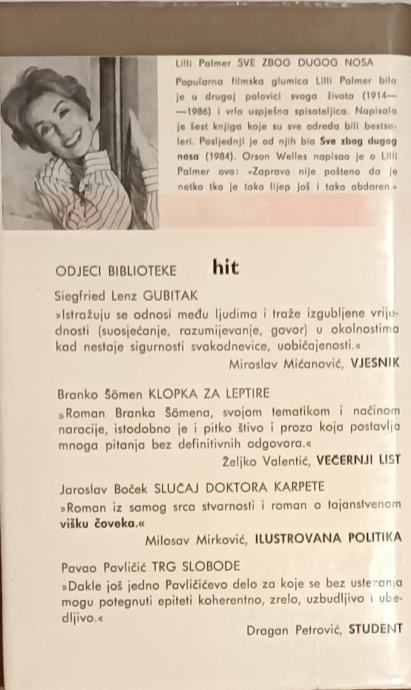 Lilli Palmer SVE ZBOG DUGOG NOSA
Popularna filmska glumica Lilli Palmer bila
je u drugoj polovici svoga života (1914—
—1986) i vrlo uspješna spisateljica. Napisala
je šest knjiga koje su sve odreda bili bestse-
leri. Posljednji je od njih bio Sve zbog dugog
nosa (1984). Orson Welles napisao je o Lilli
Palmer ovo: »Zapravo nije pošteno da je
netko tko je tako lijep još i tako obdaren.«
ODJECI BIBLIOTEKE hit
Siegfried Lenz GUBITAK
»Istražuju se odnosi među ljudima i traže izgubljene vrijed-
dnosti (suosjećanje, razumijevanje, govor) u okolnostima
kad nestaje sigurnosti svakodnevice, uobičajenosti.«
Miroslav Mićanović, VJESNIK
Branko Šömen KLOPKA ZA LEPTIRE
»Roman Branka Šömena, svojom tematikom i načinom
naracije, istodobno je i pitko štivo i proza koja postavlja
mnoga pitanja bez definitivnih odgovora.«
Željko Valentić, VEČERNJI LIST
Jaroslav Boček SLUČAJ DOKTORA KARPETE
»Roman iz samog srca stvarnosti i roman o tajanstvenom
višku čoveka.«
Milosav Mirković, ILUSTROVANA POLITIKA
Pavao Pavličić TRG SLOBODE
»Dakle još jedno Pavličićevo delo za koje se bez ustezanja
mogu potegnuti epiteti koherentno, zrelo, uzbudljivo i ube-
dljivo.«
Dragan Petrović, STUDENT